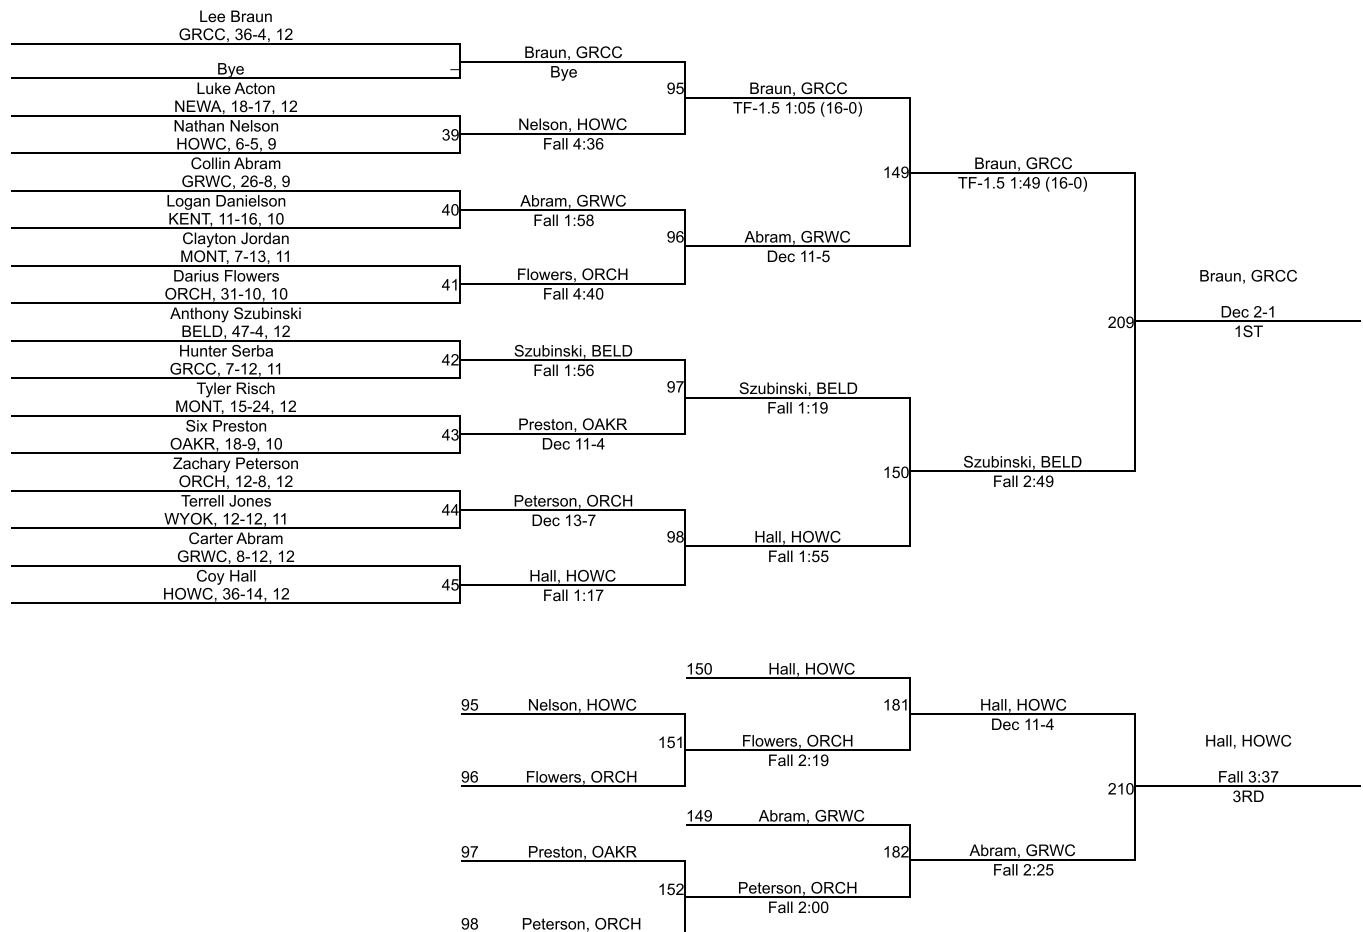 Lee Braun
GRCC, 36-4, 12
Bye
Luke Acton
NEWA, 18-17, 12
Nathan Nelson
HOWC, 6-5, 9
Collin Abram
GRWC, 26-8, 9
Logan Danielson
KENT, 11-16, 10
Clayton Jordan
MONT, 7-13, 11
Darius Flowers
ORCH, 31-10, 10
Anthony Szubinski
BELD, 47-4, 12
Hunter Serba
GRCC, 7-12, 11
Tyler Risch
MONT, 15-24, 12
Six Preston
OAKR, 18-9, 10
Zachary Peterson
ORCH, 12-8, 12
Terrell Jones
WYOK, 12-12, 11
Carter Abram
GRWC, 8-12, 12
Coy Hall
HOWC, 36-14, 12
–
39
40
41
42
43
44
45
Braun, GRCC
Bye
Nelson, HOWC
Fall 4:36
Abram, GRWC
Fall 1:58
Flowers, ORCH
Fall 4:40
Szubinski, BELD
Fall 1:56
Preston, OAKR
Dec 11-4
Peterson, ORCH
Dec 13-7
Hall, HOWC
Fall 1:17
95
96
97
98
Braun, GRCC
TF-1.5 1:05 (16-0)
Abram, GRWC
Dec 11-5
Szubinski, BELD
Fall 1:19
Hall, HOWC
Fall 1:55
149
150
Braun, GRCC
TF-1.5 1:49 (16-0)
Szubinski, BELD
Fall 2:49
209
Braun, GRCC
Dec 2-1
1ST
95 Nelson, HOWC
96 Flowers, ORCH
97 Preston, OAKR
98 Peterson, ORCH
151
152
150 Hall, HOWC
Flowers, ORCH
Fall 2:19
149 Abram, GRWC
Peterson, ORCH
Fall 2:00
181
182
Hall, HOWC
Dec 11-4
Abram, GRWC
Fall 2:25
210
Hall, HOWC
Fall 3:37
3RD